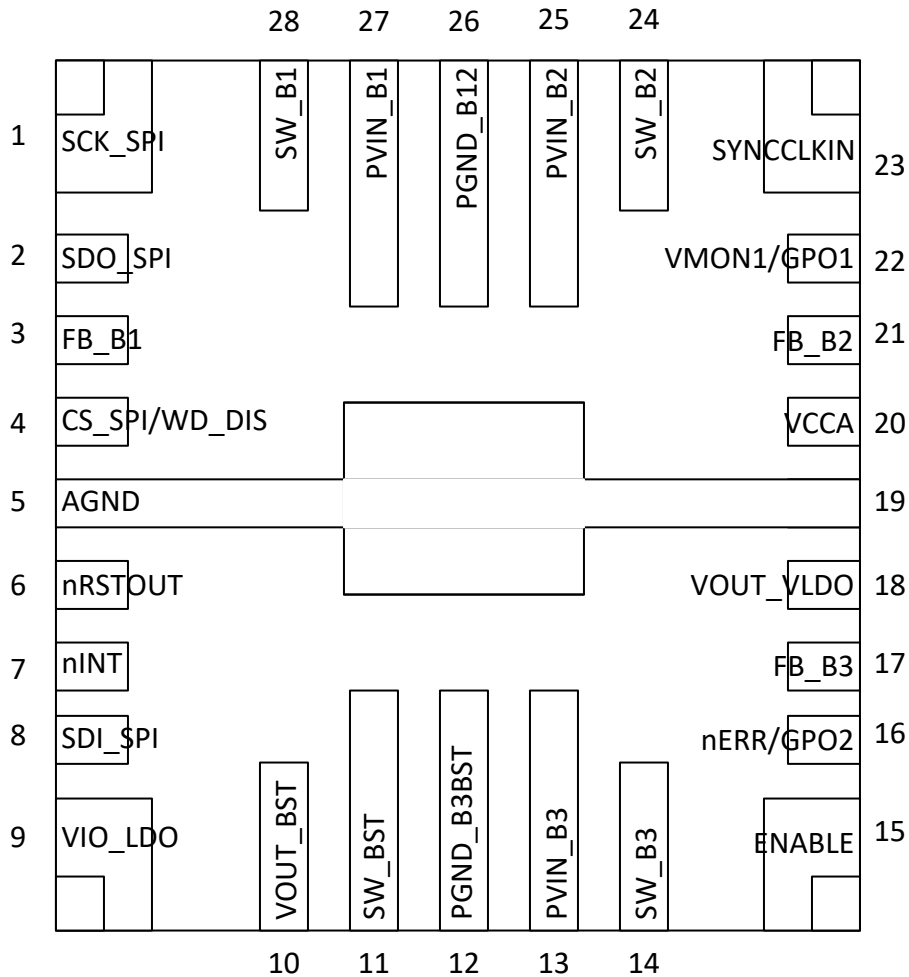 28 27 26 25 24
SW_B1
PVIN_B1
PGND_B12
PVIN_B2
SW_B2
1 SCK_SPI
SYNCCLKIN 23
2 SDO_SPI
VMON1/GPO1 22
3 FB_B1
FB_B2 21
4 CS_SPI/WD_DIS
VCCA 20
5 AGND
19
6 nRSTOUT
VOUT_VLDO 18
7 nINT
FB_B3 17
8 SDI_SPI
nERR/GPO2 16
9 VIO_LDO
ENABLE 15
VOUT_BST
SW_BST
PGND_B3BST
PVIN_B3
SW_B3
10 11 12 13 14